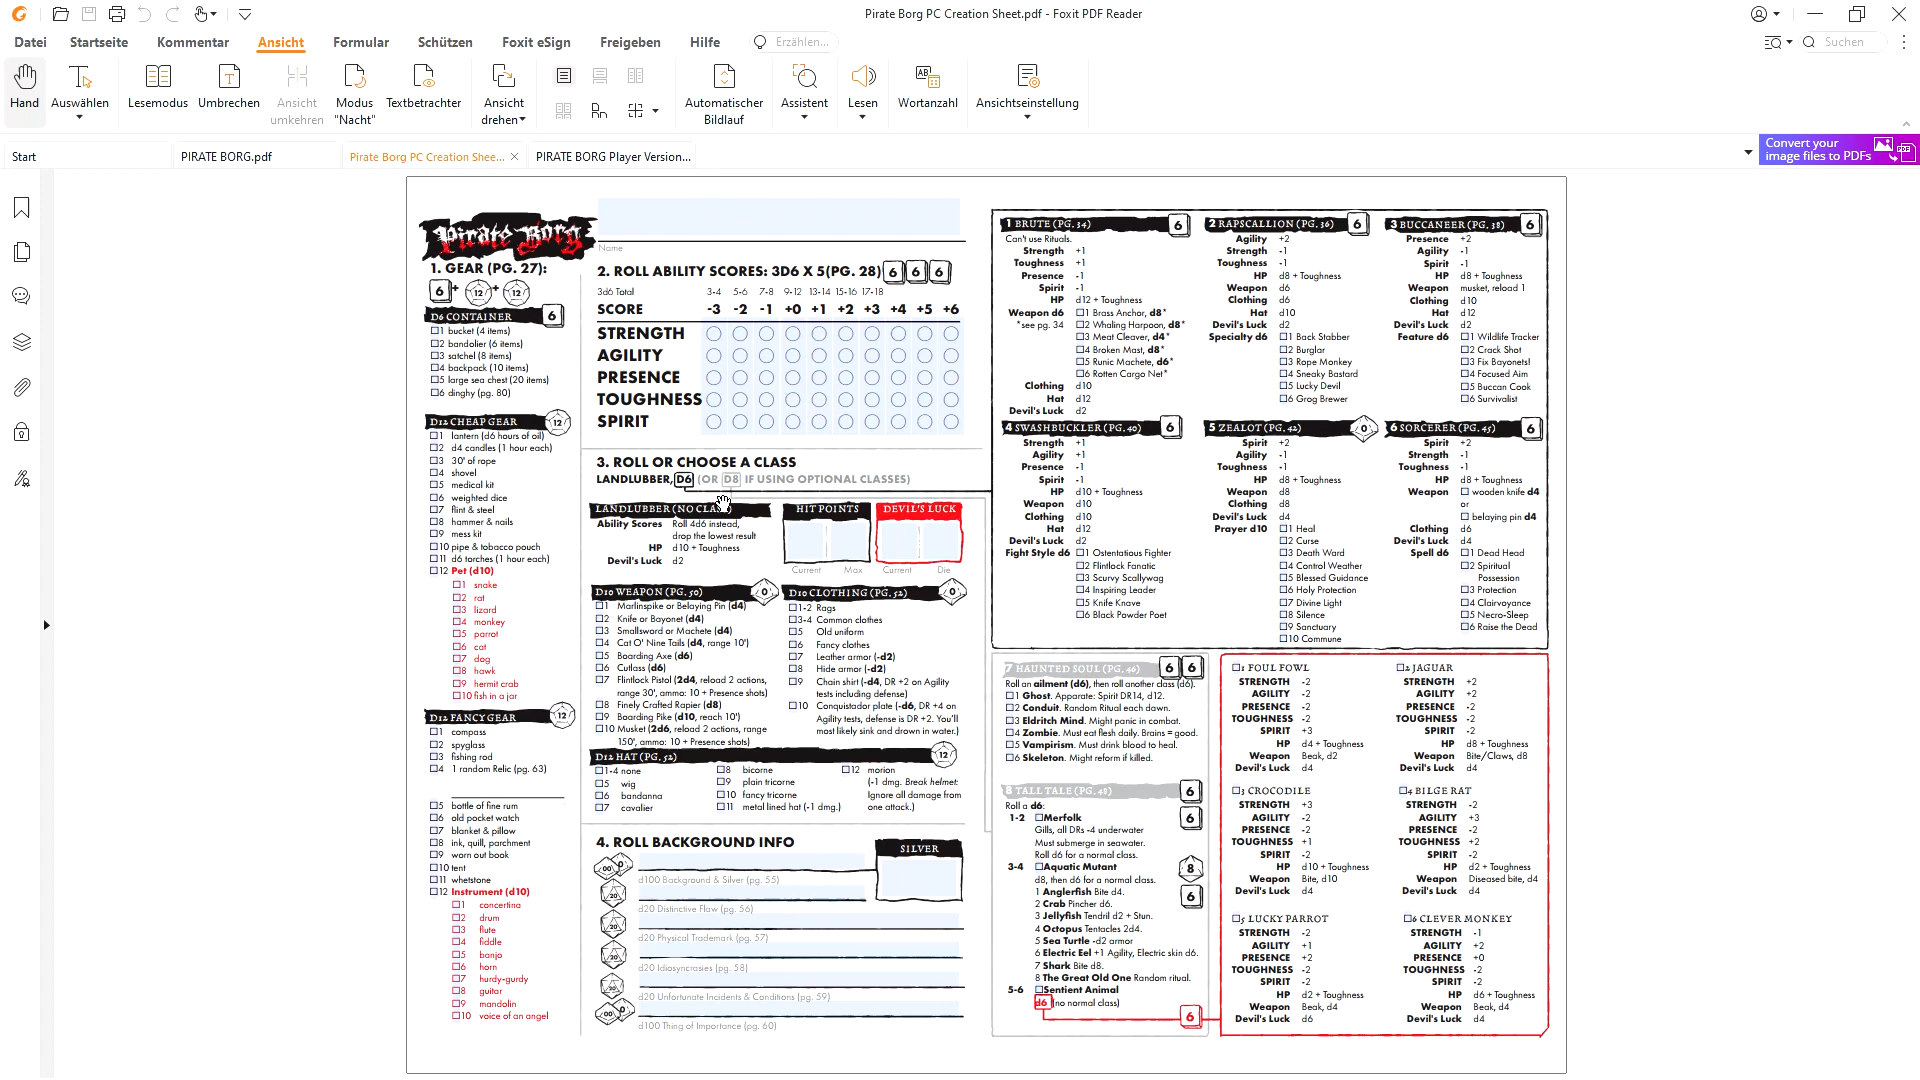 Pirate Borg PC Creation Sheet.pdf - Foxit PDF Reader
Datei Startseite Kommentar Ansicht Formular Schützen Foxit eSign Freigeben Hilfe Erzählen... Suchen
Hand Auswählen Lesemodus Umbrechen Ansicht umkehren Modus "Nacht" Textbetrachter Ansicht drehen Automatischer Bildlauf Assistent Lesen Wortanzahl Ansichtseinstellung
Start PIRATE BORG.pdf Pirate Borg PC Creation Shee... PIRATE BORG Player Version...
Convert your
image files to PDFs
Pirate Borg
Name
1. GEAR (PG. 27):
6 + 12 + 12
D6 CONTAINER 6
1 bucket (4 items)
2 bandolier (6 items)
3 satchel (8 items)
4 backpack (10 items)
5 large sea chest (20 items)
6 dinghy (pg. 80)
D12 CHEAP GEAR 12
1 lantern (d6 hours of oil)
2 d4 candles (1 hour each)
3 30' of rope
4 shovel
5 medical kit
6 weighted dice
7 flint & steel
8 hammer & nails
9 mess kit
10 pipe & tobacco pouch
11 d6 torches (1 hour each)
12 Pet (d10)
1 snake
2 rat
3 lizard
4 monkey
5 parrot
6 cat
7 dog
8 hawk
9 hermit crab
10 fish in a jar
D12 FANCY GEAR 12
1 compass
2 spyglass
3 fishing rod
4 1 random Relic (pg. 63)
5 bottle of fine rum
6 old pocket watch
7 blanket & pillow
8 ink, quill, parchment
9 worn out book
10 tent
11 whetstone
12 Instrument (d10)
1 concertina
2 drum
3 flute
4 fiddle
5 banjo
6 horn
7 hurdy-gurdy
8 guitar
9 mandolin
10 voice of an angel
2. ROLL ABILITY SCORES: 3D6 X 5(PG. 28) 6 6 6
3d6 Total 3-4 5-6 7-8 9-12 13-14 15-16 17-18
SCORE -3 -2 -1 +0 +1 +2 +3 +4 +5 +6
STRENGTH
AGILITY
PRESENCE
TOUGHNESS
SPIRIT
3. ROLL OR CHOOSE A CLASS
LANDLUBBER, D6 (OR D8 IF USING OPTIONAL CLASSES)
LANDLUBBER (NO CLASS)
Ability Scores Roll 4d6 instead,
drop the lowest result
HP d10 + Toughness
Devil's Luck d2
HIT POINTS
Current Max
DEVIL'S LUCK
Current Die
D10 WEAPON (PG. 50) 0
1 Marlinspike or Belaying Pin (d4)
2 Knife or Bayonet (d4)
3 Smallsword or Machete (d4)
4 Cat O' Nine Tails (d4, range 10')
5 Boarding Axe (d6)
6 Cutlass (d6)
7 Flintlock Pistol (2d4, reload 2 actions,
range 30', ammo: 10 + Presence shots)
8 Finely Crafted Rapier (d8)
9 Boarding Pike (d10, reach 10')
10 Musket (2d6, reload 2 actions, range
150', ammo: 10 + Presence shots)
D10 CLOTHING (PG. 52) 0
1-2 Rags
3-4 Common clothes
5 Old uniform
6 Fancy clothes
7 Leather armor (-d2)
8 Hide armor (-d2)
9 Chain shirt (-d4, DR +2 on Agility
tests including defense)
10 Conquistador plate (-d6, DR +4 on
Agility tests, defense is DR +2. You'll
most likely sink and drown in water.)
D12 HAT (PG. 52) 12
1-4 none
5 wig
6 bandanna
7 cavalier
8 bicorne
9 plain tricorne
10 fancy tricorne
11 metal lined hat (-1 dmg.)
12 morion
(-1 dmg. Break helmet:
Ignore all damage from
one attack.)
4. ROLL BACKGROUND INFO
SILVER
00 0
d100 Background & Silver (pg. 55)
20
d20 Distinctive Flaw (pg. 56)
20
d20 Physical Trademark (pg. 57)
20
d20 Idiosyncrasies (pg. 58)
20
d20 Unfortunate Incidents & Conditions (pg. 59)
00 0
d100 Thing of Importance (pg. 60)
1 BRUTE (PG. 34) 6
Can't use Rituals.
Strength +1
Toughness +1
Presence -1
Spirit -1
HP d12 + Toughness
Weapon d6 1 Brass Anchor, d8*
*see pg. 34 2 Whaling Harpoon, d8*
3 Meat Cleaver, d4*
4 Broken Mast, d8*
5 Runic Machete, d6*
6 Rotten Cargo Net*
Clothing d10
Hat d12
Devil's Luck d2
2 RAPSCALLION (PG. 36) 6
Agility +2
Strength -1
Toughness -1
HP d8 + Toughness
Weapon d6
Clothing d6
Hat d10
Devil's Luck d2
Specialty d6 1 Back Stabber
2 Burglar
3 Rope Monkey
4 Sneaky Bastard
5 Lucky Devil
6 Grog Brewer
3 BUCCANEER (PG. 38) 6
Presence +2
Agility -1
Spirit -1
HP d8 + Toughness
Weapon musket, reload 1
Clothing d10
Hat d12
Devil's Luck d2
Feature d6 1 Wildlife Tracker
2 Crack Shot
3 Fix Bayonets!
4 Focused Aim
5 Buccan Cook
6 Survivalist
4 SWASHBUCKLER (PG. 40) 6
Strength +1
Agility +1
Presence -1
Spirit -1
HP d10 + Toughness
Weapon d10
Clothing d10
Hat d12
Devil's Luck d2
Fight Style d6 1 Ostentatious Fighter
2 Flintlock Fanatic
3 Scurvy Scallywag
4 Inspiring Leader
5 Knife Knave
6 Black Powder Poet
5 ZEALOT (PG. 42) 0
Spirit +2
Agility -1
Toughness -1
HP d8 + Toughness
Weapon d8
Clothing d8
Devil's Luck d4
Prayer d10 1 Heal
2 Curse
3 Death Ward
4 Control Weather
5 Blessed Guidance
6 Holy Protection
7 Divine Light
8 Silence
9 Sanctuary
10 Commune
6 SORCERER (PG. 45) 6
Spirit +2
Strength -1
Toughness -1
HP d8 + Toughness
Weapon wooden knife d4
or
belaying pin d4
Clothing d6
Devil's Luck d4
Spell d6 1 Dead Head
2 Spiritual
Possession
3 Protection
4 Clairvoyance
5 Necro-Sleep
6 Raise the Dead
7 HAUNTED SOUL (PG. 46) 6 6
Roll an ailment (d6), then roll another class (d6).
1 Ghost. Apparate: Spirit DR14, d12.
2 Conduit. Random Ritual each dawn.
3 Eldritch Mind. Might panic in combat.
4 Zombie. Must eat flesh daily. Brains = good.
5 Vampirism. Must drink blood to heal.
6 Skeleton. Might reform if killed.
8 TALL TALE (PG. 48) 6
Roll a d6:
1-2 Merfolk 6
Gills, all DRs -4 underwater
Must submerge in seawater.
Roll d6 for a normal class.
3-4 Aquatic Mutant 8
d8, then d6 for a normal class.
1 Anglerfish Bite d4. 6
2 Crab Pincher d6.
3 Jellyfish Tendril d2 + Stun.
4 Octopus Tentacles 2d4.
5 Sea Turtle -d2 armor
6 Electric Eel +1 Agility, Electric skin d6.
7 Shark Bite d8.
8 The Great Old One Random ritual.
5-6 Sentient Animal
d6 (no normal class) 6
1 FOUL FOWL
STRENGTH -2
AGILITY -2
PRESENCE -2
TOUGHNESS -2
SPIRIT +3
HP d4 + Toughness
Weapon Beak, d2
Devil's Luck d4
2 JAGUAR
STRENGTH +2
AGILITY +2
PRESENCE -2
TOUGHNESS -2
SPIRIT -2
HP d8 + Toughness
Weapon Bite/Claws, d8
Devil's Luck d4
3 CROCODILE
STRENGTH +3
AGILITY -2
PRESENCE -2
TOUGHNESS +1
SPIRIT -2
HP d10 + Toughness
Weapon Bite, d10
Devil's Luck d4
4 BILGE RAT
STRENGTH -2
AGILITY +3
PRESENCE -2
TOUGHNESS +2
SPIRIT -2
HP d2 + Toughness
Weapon Diseased bite, d4
Devil's Luck d4
5 LUCKY PARROT
STRENGTH -2
AGILITY +1
PRESENCE +2
TOUGHNESS -2
SPIRIT -2
HP d2 + Toughness
Weapon Beak, d4
Devil's Luck d6
6 CLEVER MONKEY
STRENGTH -1
AGILITY +2
PRESENCE +0
TOUGHNESS -2
SPIRIT -2
HP d6 + Toughness
Weapon Beak, d4
Devil's Luck d4